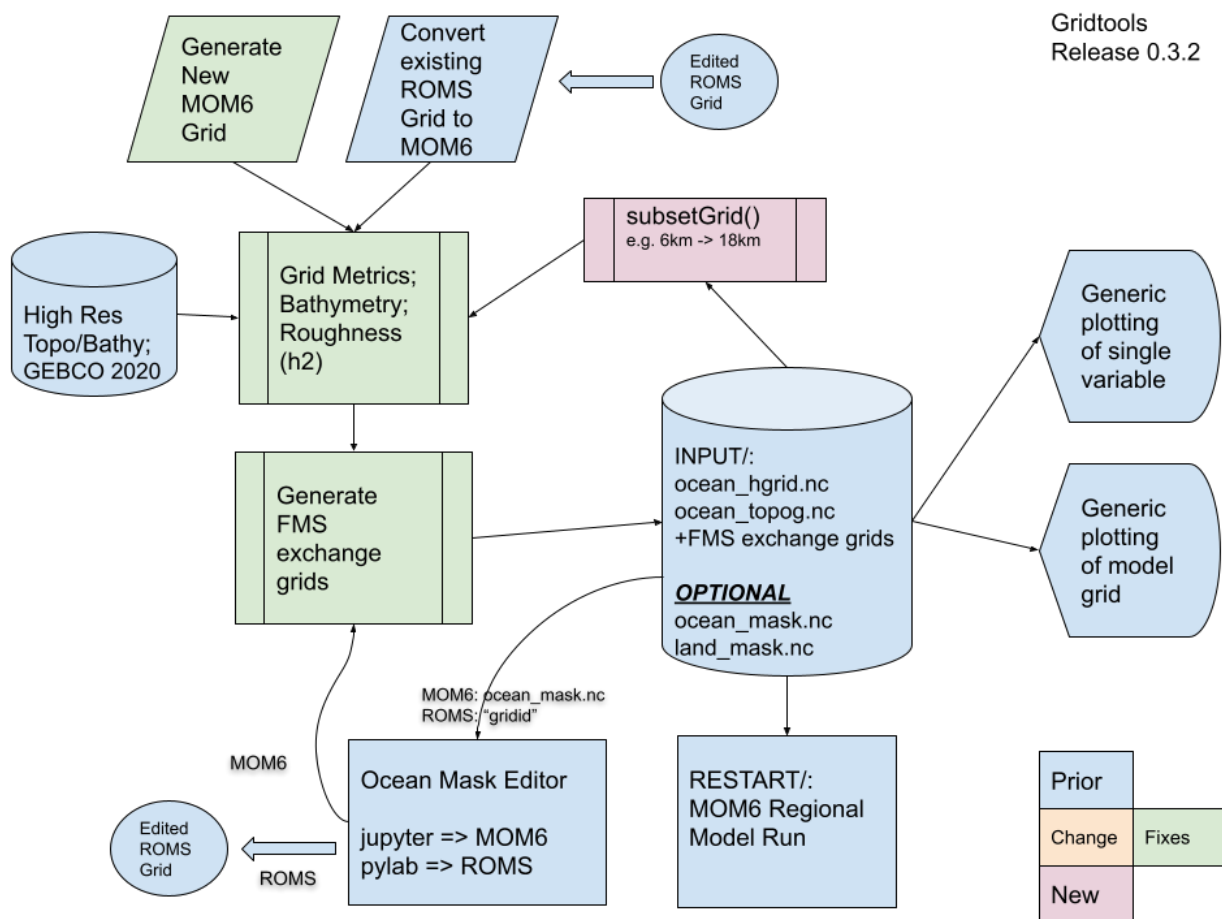 Gridtools
Release 0.3.2
Generate
New
MOM6
Grid
Convert
existing
ROMS
Grid to
MOM6
Edited
ROMS
Grid
subsetGrid()
e.g. 6km -> 18km
High Res
Topo/Bathy;
GEBCO 2020
Grid Metrics;
Bathymetry;
Roughness
(h2)
Generic
plotting
of single
variable
Generate
FMS
exchange
grids
INPUT/:
ocean_hgrid.nc
ocean_topog.nc
+FMS exchange grids
OPTIONAL
ocean_mask.nc
land_mask.nc
Generic
plotting
of model
grid
MOM6: ocean_mask.nc
ROMS: “gridid”
MOM6
Ocean Mask Editor
jupyter => MOM6
pylab => ROMS
Edited
ROMS
Grid
ROMS
RESTART/:
MOM6 Regional
Model Run
Prior
Change
Fixes
New